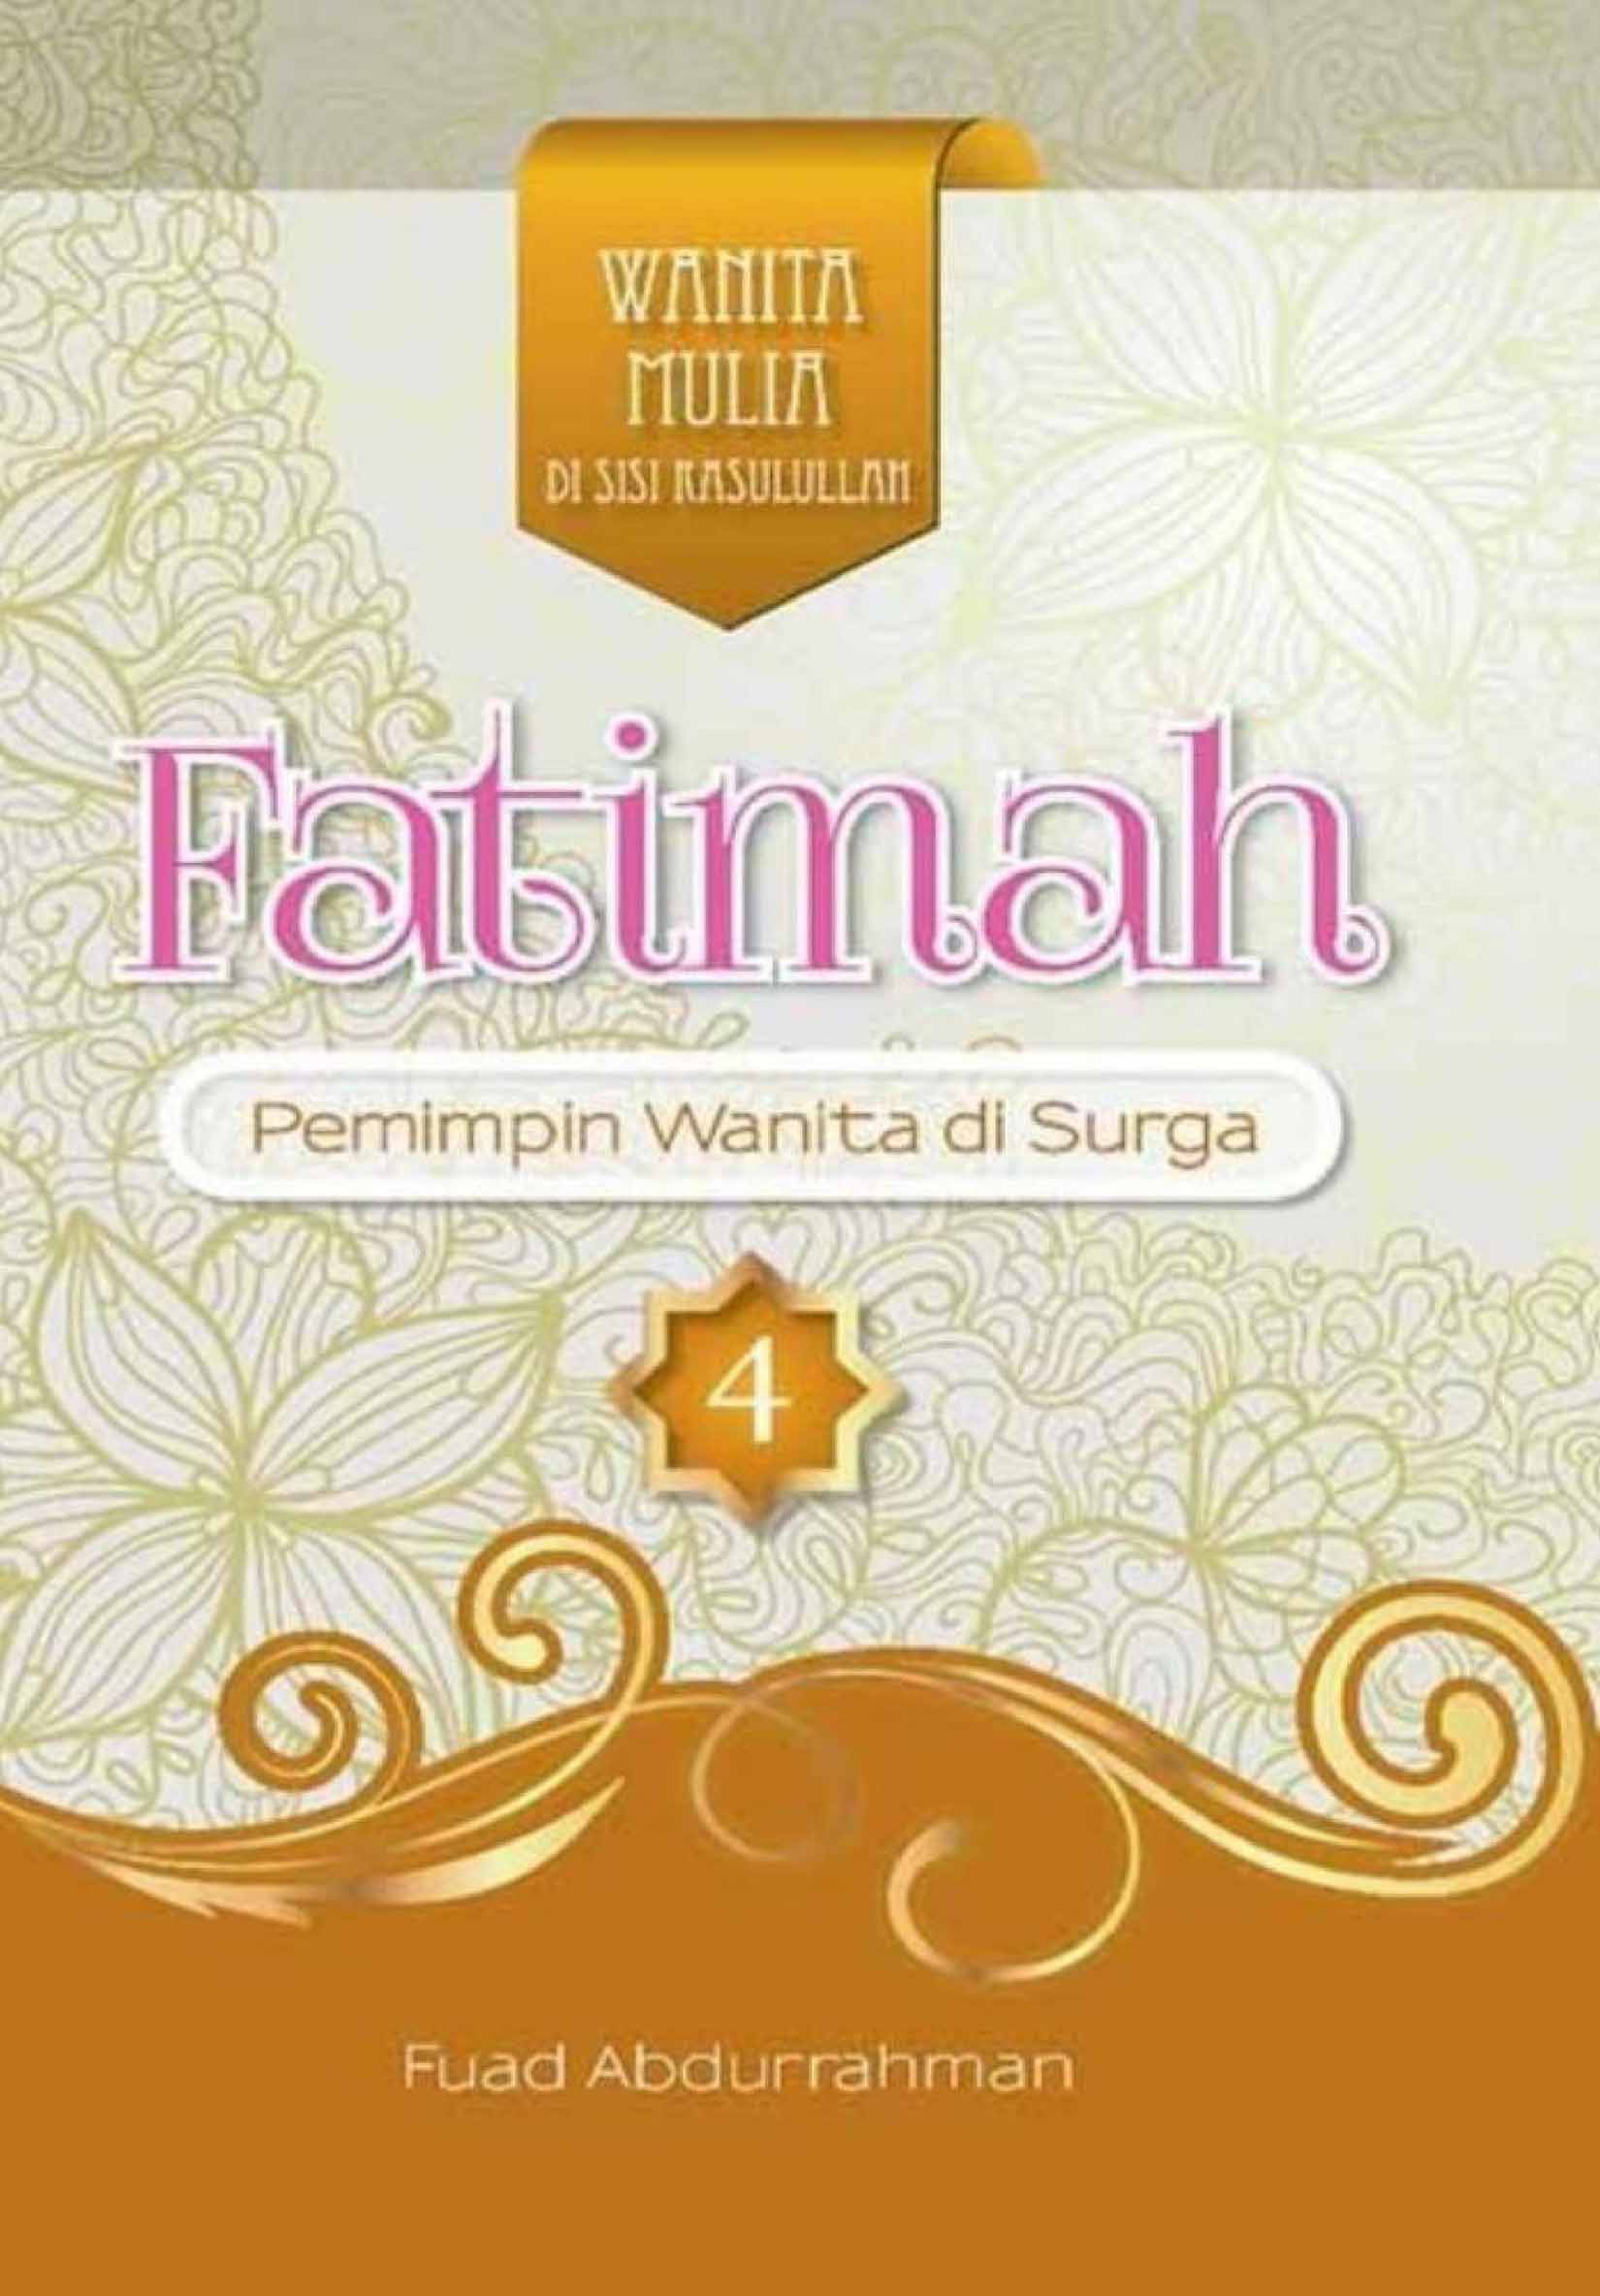 WANITA
MULIA
DI SISI RASULULLAH
Fatimah
Pemimpin Wanita di Surga
4
Fuad Abdurrahman